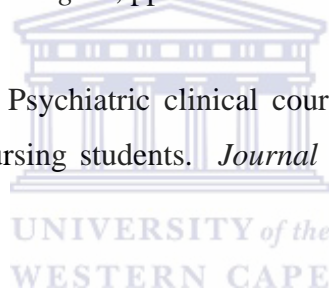 Psychiatric clinical cour
rsing students. Journal
UNIVERSITY of the
WESTERN CAPE